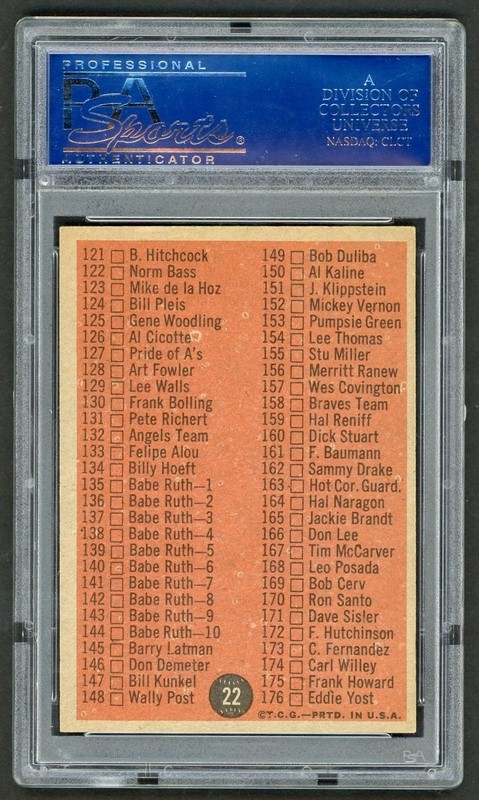 PROFESSIONAL
PSA
Sports®
AUTHENTICATOR
A
DIVISION OF
COLLECTORS
UNIVERSE
NASDAQ: CLCT
121 B. Hitchcock
122 Norm Bass
123 Mike de la Hoz
124 Bill Pleis
125 Gene Woodling
126 Al Cicotte
127 Pride of A's
128 Art Fowler
129 Lee Walls
130 Frank Bolling
131 Pete Richert
132 Angels Team
133 Felipe Alou
134 Billy Hoeft
135 Babe Ruth—1
136 Babe Ruth—2
137 Babe Ruth—3
138 Babe Ruth—4
139 Babe Ruth—5
140 Babe Ruth—6
141 Babe Ruth—7
142 Babe Ruth—8
143 Babe Ruth—9
144 Babe Ruth—10
145 Barry Latman
146 Don Demeter
147 Bill Kunkel
148 Wally Post
22
149 Bob Duliba
150 Al Kaline
151 J. Klippstein
152 Mickey Vernon
153 Pumpsie Green
154 Lee Thomas
155 Stu Miller
156 Merritt Ranew
157 Wes Covington
158 Braves Team
159 Hal Reniff
160 Dick Stuart
161 F. Baumann
162 Sammy Drake
163 Hot Cor. Guard.
164 Hal Naragon
165 Jackie Brandt
166 Don Lee
167 Tim McCarver
168 Leo Posada
169 Bob Cerv
170 Ron Santo
171 Dave Sisler
172 F. Hutchinson
173 C. Fernandez
174 Carl Willey
175 Frank Howard
176 Eddie Yost
©T.C.G.—PRTD. IN U.S.A.
PSA